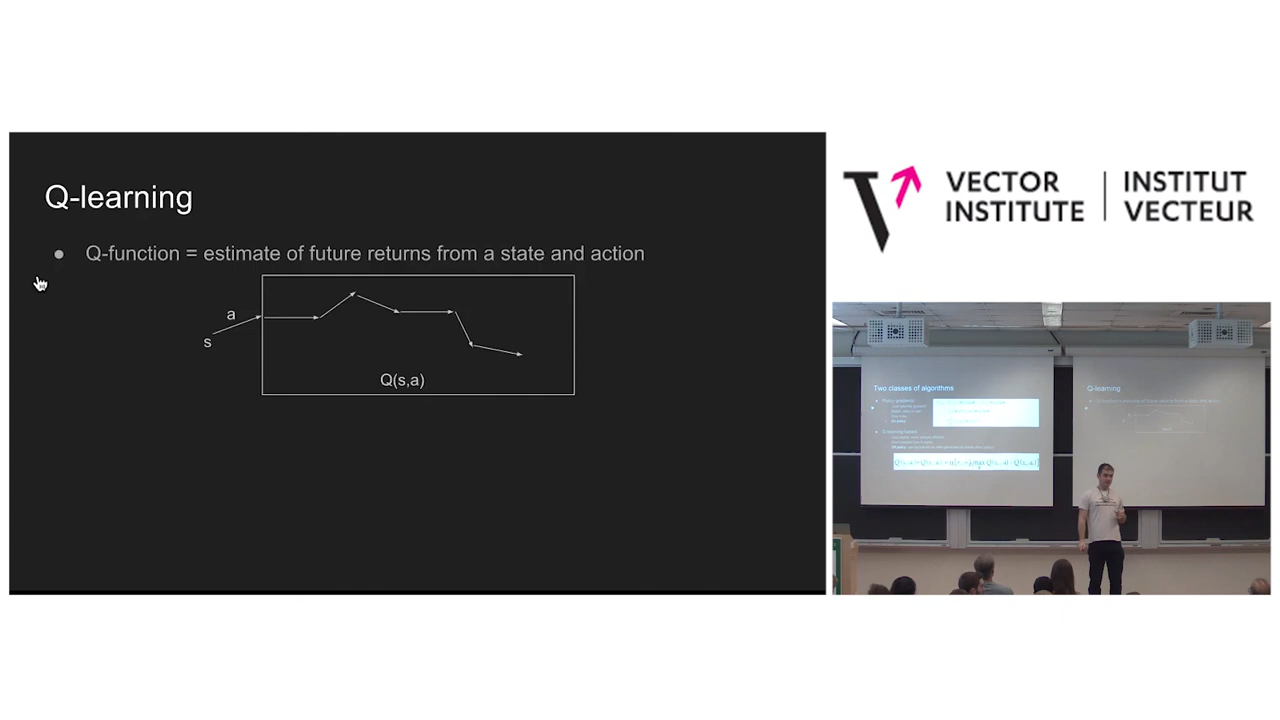 Q-learning
● Q-function = estimate of future returns from a state and action
a
s
Q(s,a)
VECTOR INSTITUTE | INSTITUT VECTEUR
Two classes of algorithms
Q-learning